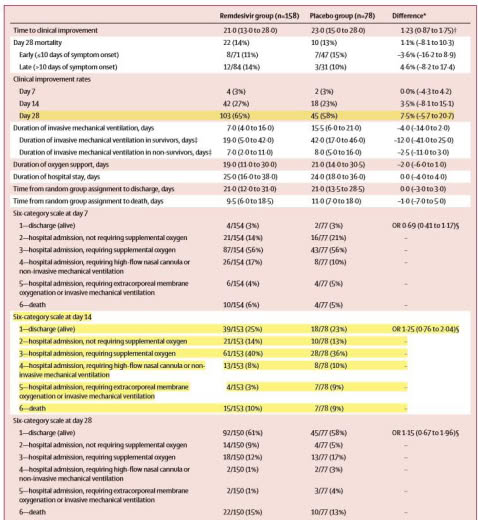 Remdesivir group (n=158) Placebo group (n=78) Difference*
Time to clinical improvement 21·0 (13·0 to 28·0) 23·0 (15·0 to 28·0) 1·23 (0·87 to 1·75)†
Day 28 mortality 22 (14%) 10 (13%) 1·1% (–8·1 to 10·3)
Early (≤10 days of symptom onset) 8/71 (11%) 7/47 (15%) –3·6% (–16·2 to 8·9)
Late (>10 days of symptom onset) 12/84 (14%) 3/31 (10%) 4·6% (–8·2 to 17·4)
Clinical improvement rates
Day 7 4 (3%) 2 (3%) 0·0% (–4·3 to 4·2)
Day 14 42 (27%) 18 (23%) 3·5% (–8·1 to 15·1)
Day 28 103 (65%) 45 (58%) 7·5% (–5·7 to 20·7)
Duration of invasive mechanical ventilation, days 7·0 (4·0 to 16·0) 15·5 (6·0 to 21·0) –4·0 (–14·0 to 2·0)
Duration of invasive mechanical ventilation in survivors, days‡ 19·0 (5·0 to 42·0) 42·0 (17·0 to 46·0) –12·0 (–41·0 to 25·0)
Duration of invasive mechanical ventilation in non-survivors, days‡ 7·0 (2·0 to 11·0) 8·0 (5·0 to 16·0) –2·5 (–11·0 to 3·0)
Duration of oxygen support, days 19·0 (11·0 to 30·0) 21·0 (14·0 to 30·5) –2·0 (–6·0 to 1·0)
Duration of hospital stay, days 25·0 (16·0 to 38·0) 24·0 (18·0 to 36·0) 0·0 (–4·0 to 4·0)
Time from random group assignment to discharge, days 21·0 (12·0 to 31·0) 21·0 (13·5 to 28·5) 0·0 (–3·0 to 3·0)
Time from random group assignment to death, days 9·5 (6·0 to 18·5) 11·0 (7·0 to 18·0) –1·0 (–7·0 to 5·0)
Six-category scale at day 7
1—discharge (alive) 4/154 (3%) 2/77 (3%) OR 0·69 (0·41 to 1·17)§
2—hospital admission, not requiring supplemental oxygen 21/154 (14%) 16/77 (21%) –
3—hospital admission, requiring supplemental oxygen 87/154 (56%) 43/77 (56%) –
4—hospital admission, requiring high-flow nasal cannula or 26/154 (17%) 8/77 (10%) –
non-invasive mechanical ventilation
5—hospital admission, requiring extracorporeal membrane 6/154 (4%) 4/77 (5%) –
oxygenation or invasive mechanical ventilation
6—death 10/154 (6%) 4/77 (5%) –
Six-category scale at day 14
1—discharge (alive) 39/153 (25%) 18/78 (23%) OR 1·25 (0·76 to 2·04)§
2—hospital admission, not requiring supplemental oxygen 21/153 (14%) 10/78 (13%) –
3—hospital admission, requiring supplemental oxygen 61/153 (40%) 28/78 (36%) –
4—hospital admission, requiring high-flow nasal cannula or non- 13/153 (8%) 8/78 (10%) –
invasive mechanical ventilation
5—hospital admission, requiring extracorporeal membrane 4/153 (3%) 7/78 (9%) –
oxygenation or invasive mechanical ventilation
6—death 15/153 (10%) 7/78 (9%) –
Six-category scale at day 28
1—discharge (alive) 92/150 (61%) 45/77 (58%) OR 1·15 (0·67 to 1·96)§
2—hospital admission, not requiring supplemental oxygen 14/150 (9%) 4/77 (5%) –
3—hospital admission, requiring supplemental oxygen 18/150 (12%) 13/77 (17%) –
4—hospital admission, requiring high-flow nasal cannula or 2/150 (1%) 2/77 (3%) –
non-invasive mechanical ventilation
5—hospital admission, requiring extracorporeal membrane 2/150 (1%) 3/77 (4%) –
oxygenation or invasive mechanical ventilation
6—death 22/150 (15%) 10/77 (13%) –